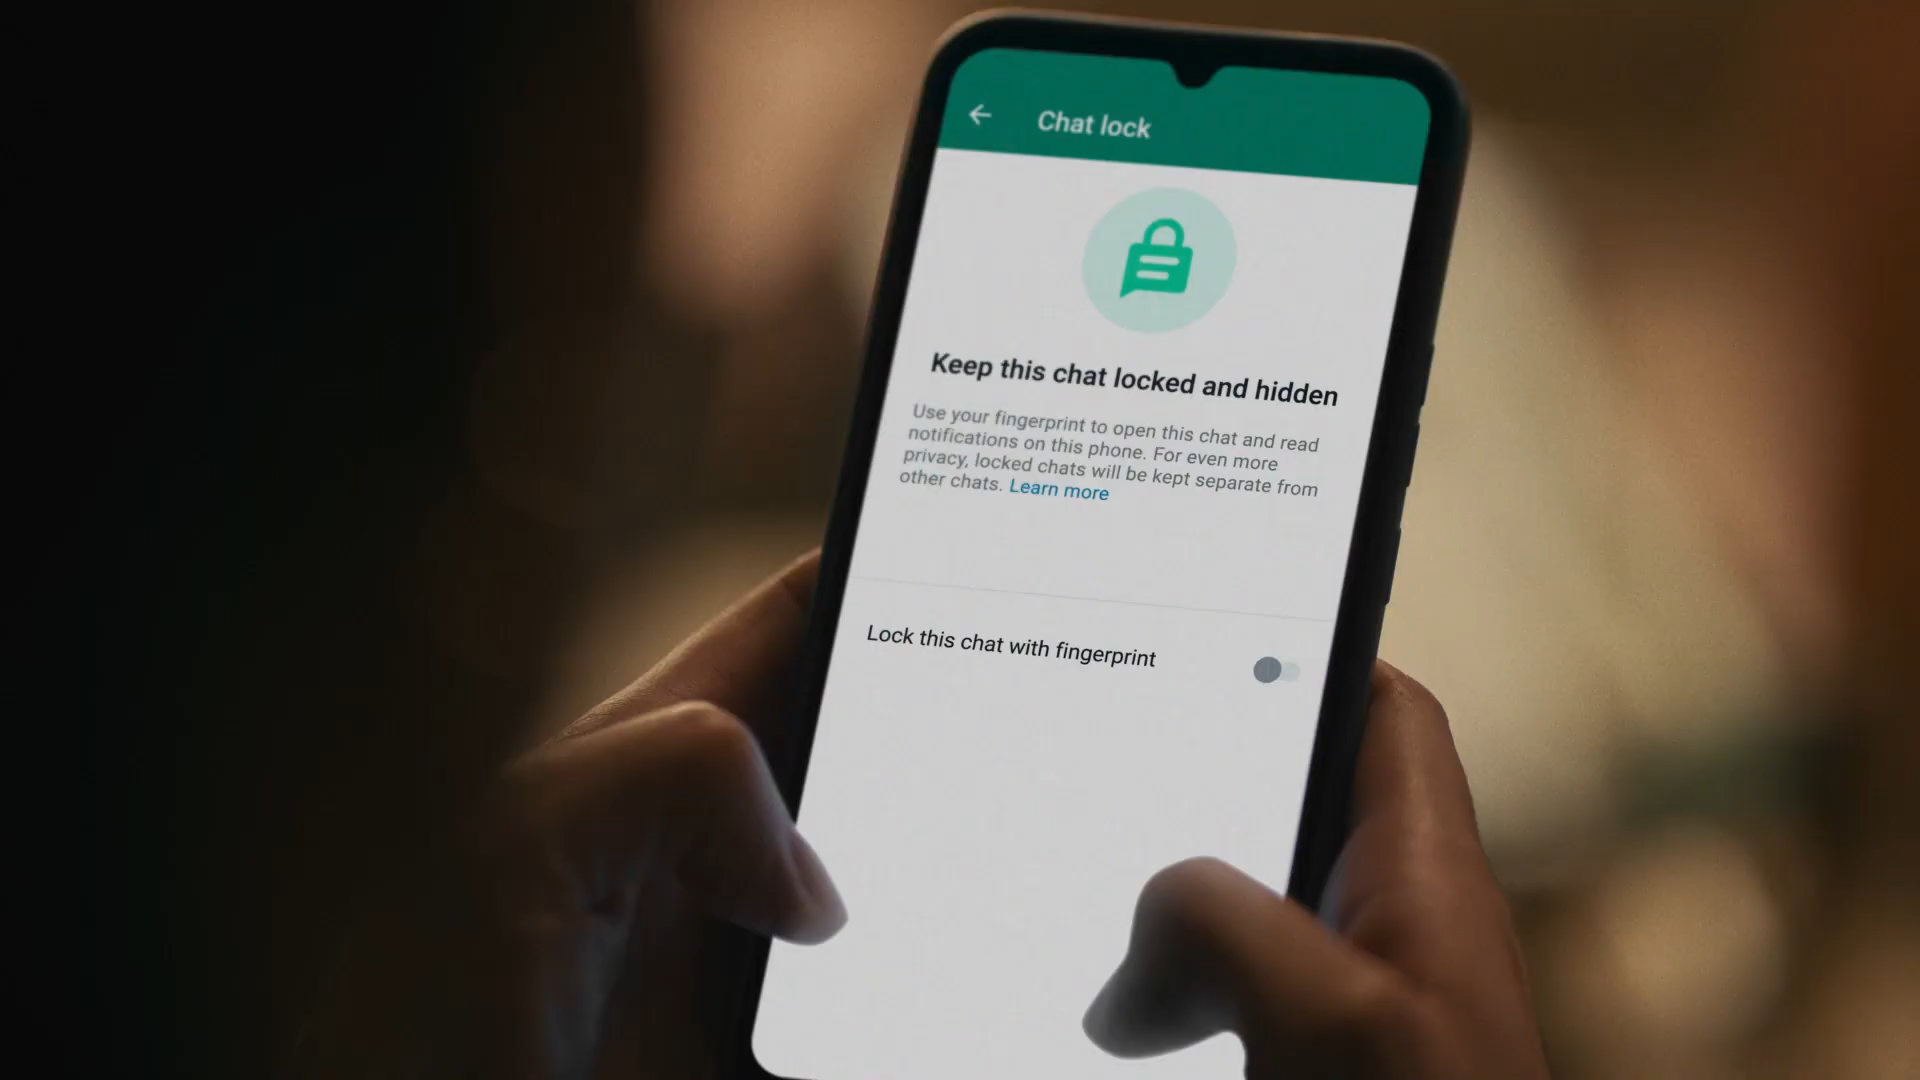 Chat lock
Keep this chat locked and hidden
Use your fingerprint to open this chat and read
notifications on this phone. For even more
privacy, locked chats will be kept separate from
other chats. Learn more
Lock this chat with fingerprint